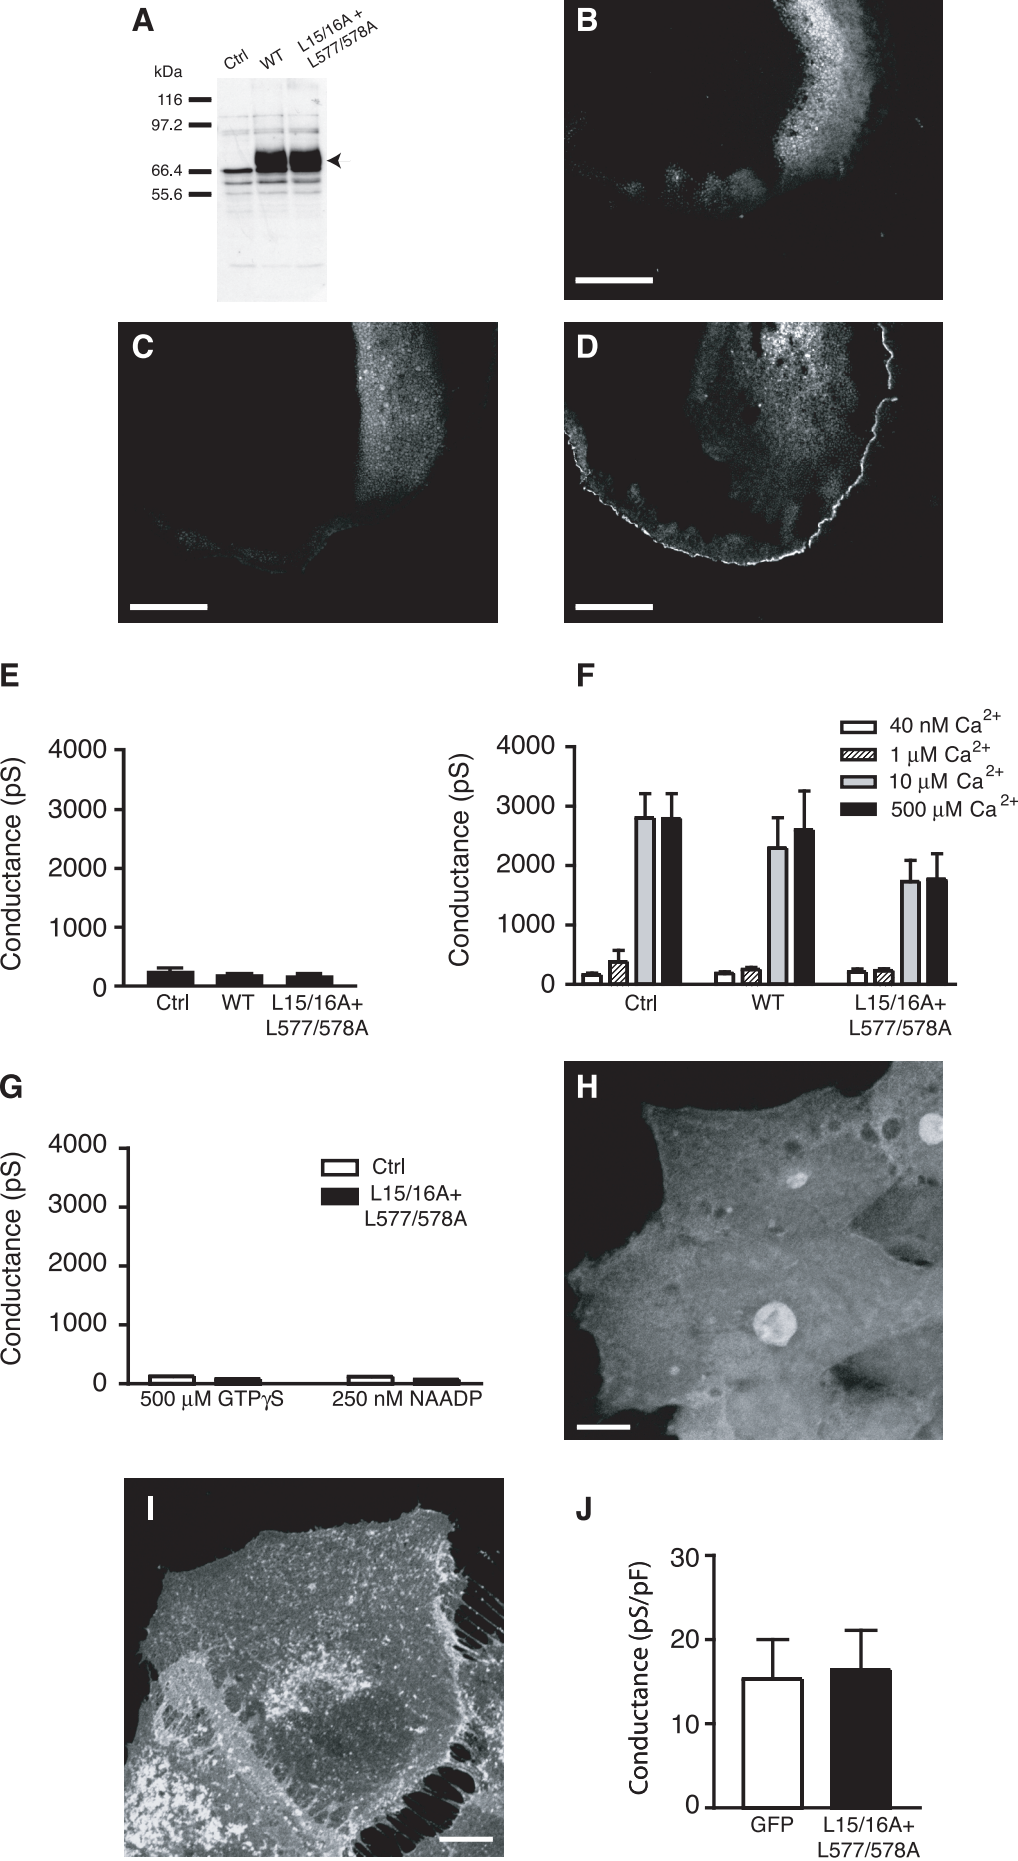 A
Ctrl
WT
L15/16A +
L577/578A
kDa
116
97.2
66.4
55.6
B
C
D
E
Conductance (pS)
4000
3000
2000
1000
0
Ctrl
WT
L15/16A+
L577/578A
F
Conductance (pS)
4000
3000
2000
1000
0
40 nM Ca2+
1 μM Ca2+
10 μM Ca2+
500 μM Ca2+
Ctrl
WT
L15/16A+
L577/578A
G
Conductance (pS)
4000
3000
2000
1000
0
Ctrl
L15/16A+
L577/578A
500 μM GTPγS
250 nM NAADP
H
I
J
Conductance (pS/pF)
30
20
10
0
GFP
L15/16A+
L577/578A